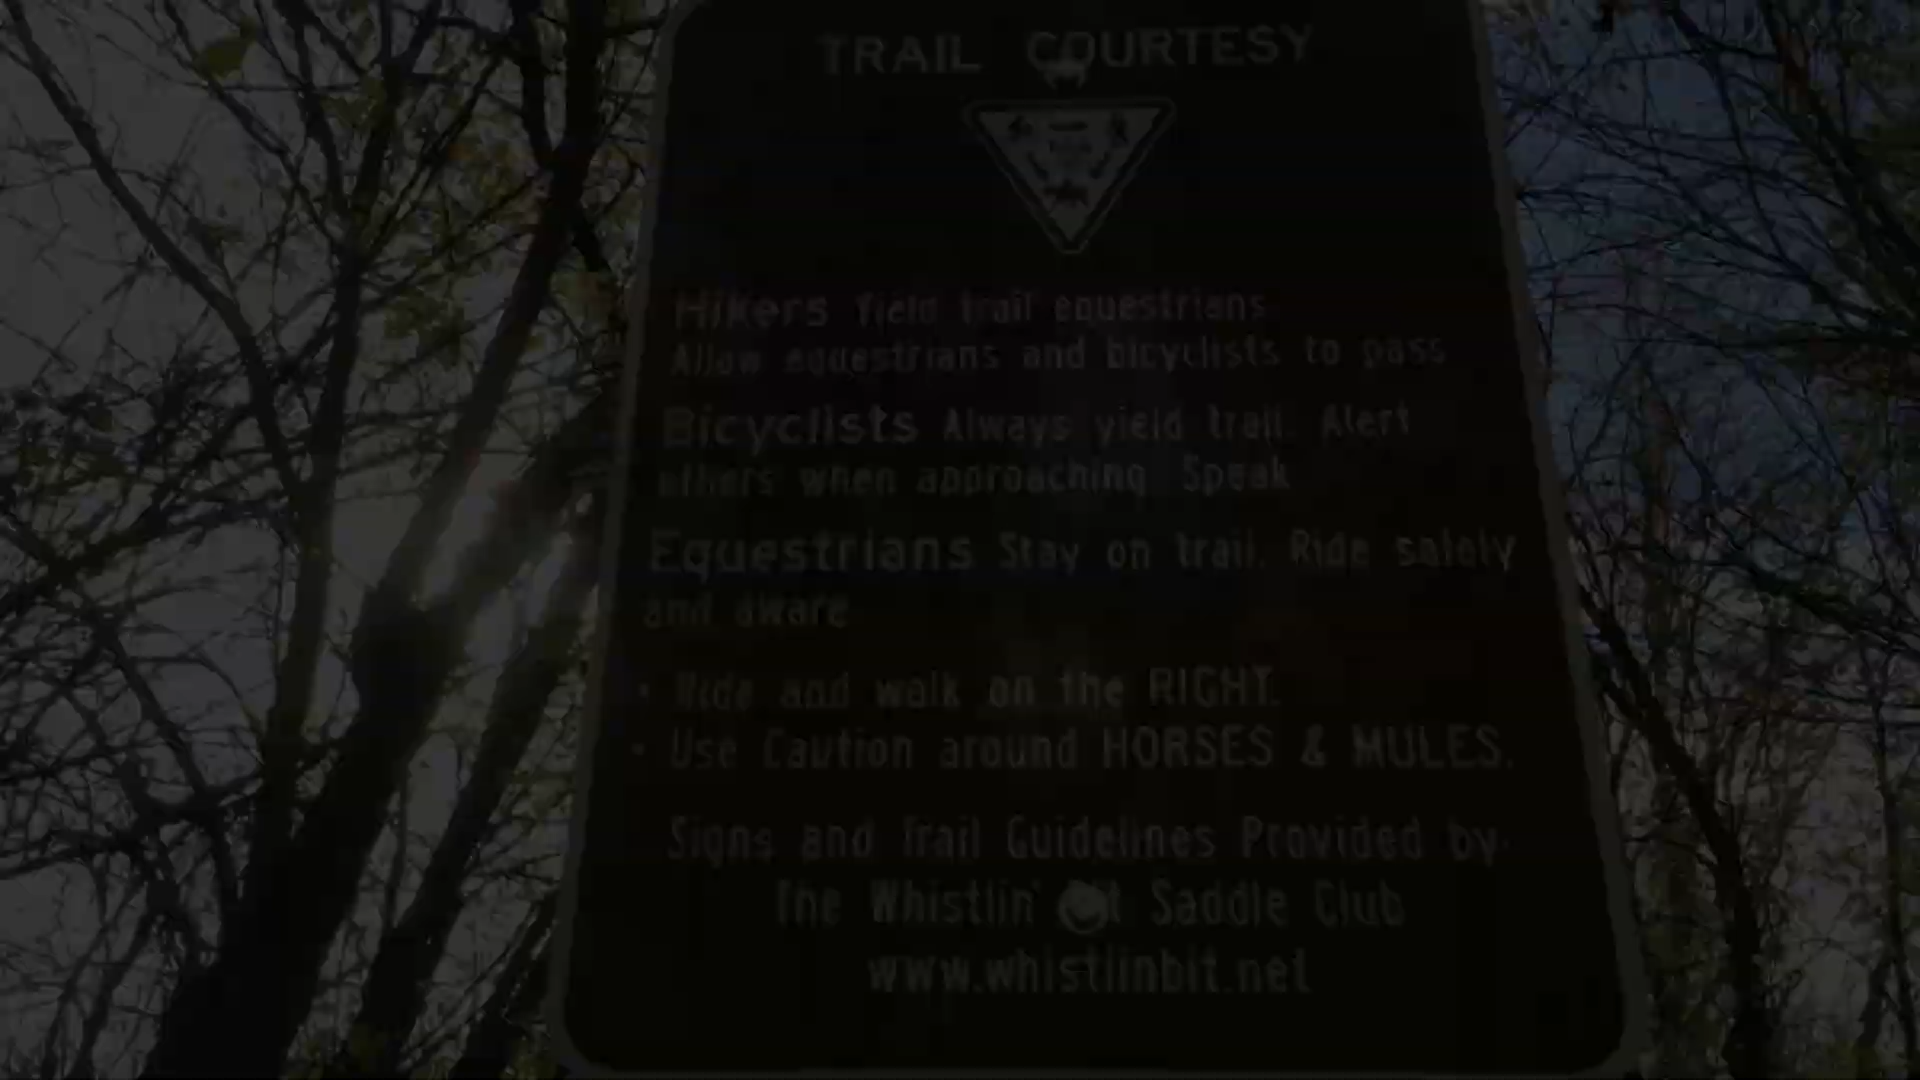 TRAIL COURTESY
Hikers Yield trail equestrians
Allow equestrians and bicyclists to pass
Bicyclists Always yield trail. Alert
others when approaching. Speak
Equestrians Stay on trail. Ride safely
and aware
• Ride and walk on the RIGHT.
• Use Caution around HORSES & MULES.
Signs and Trail Guidelines Provided by
The Whistlin' Saddle Club
www.whistlinbit.net